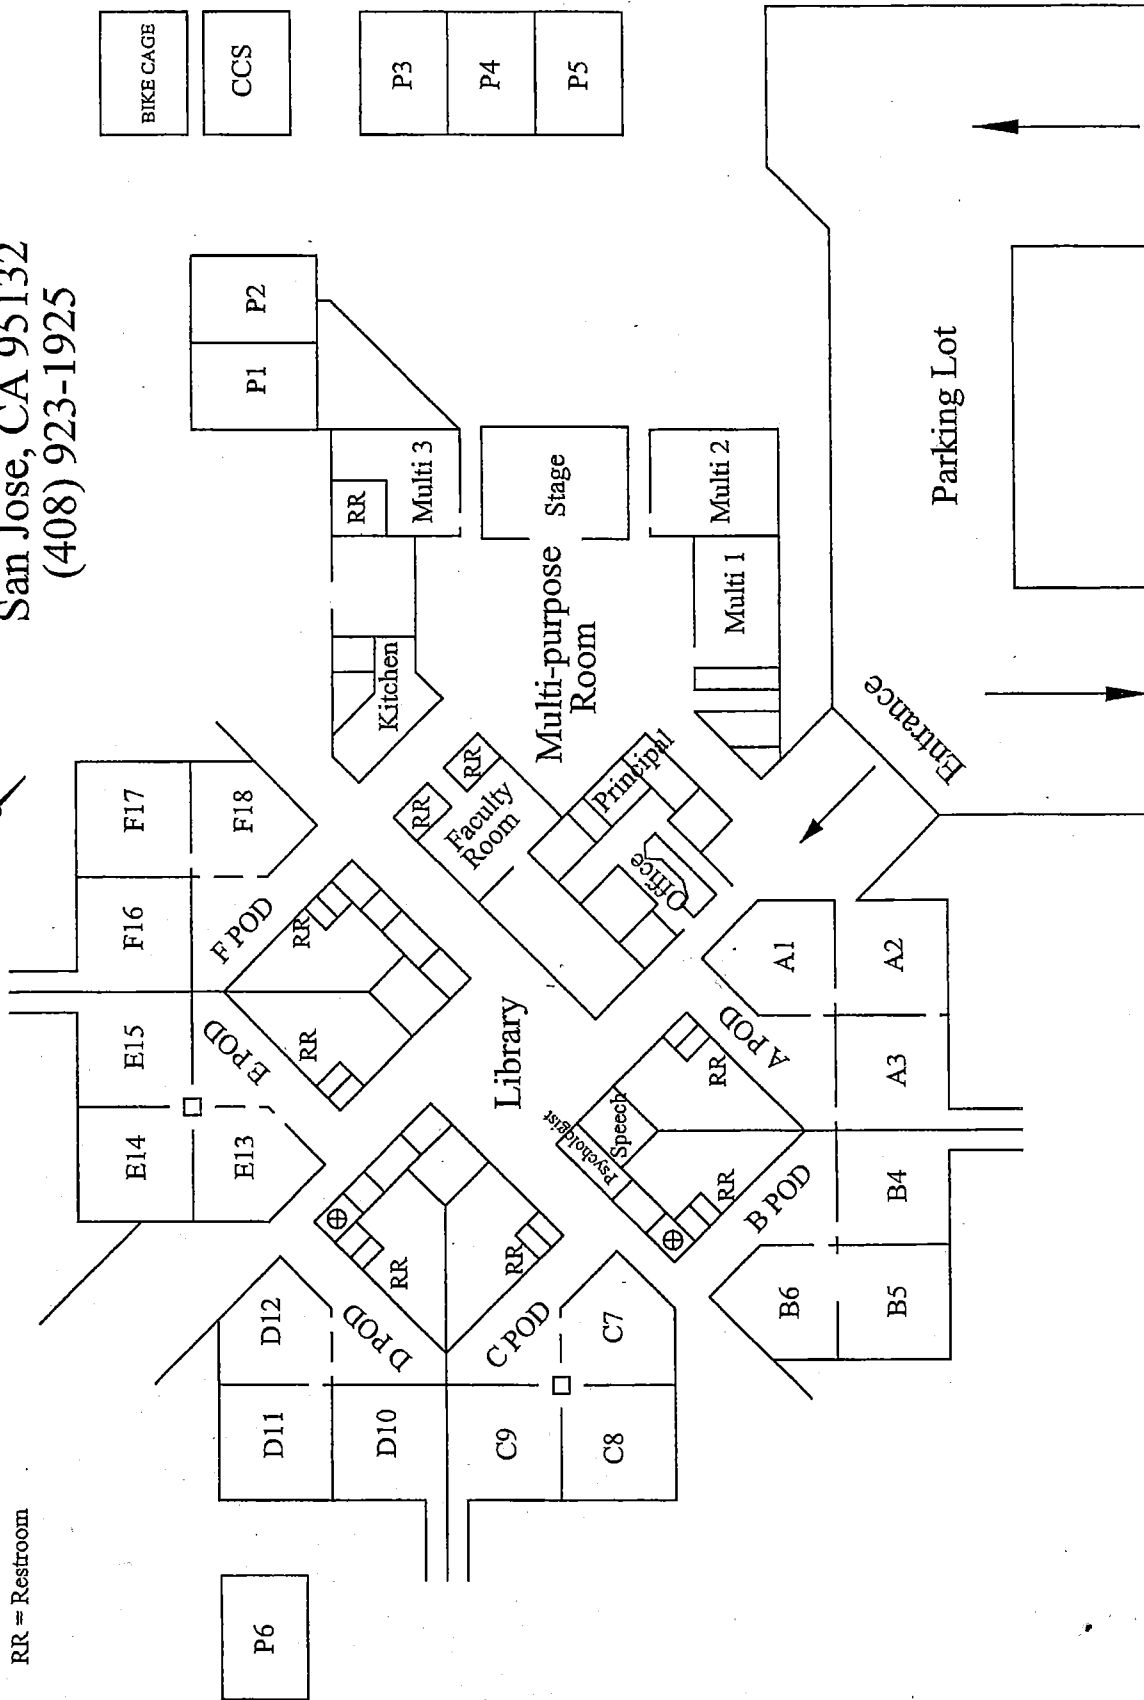 San Jose, CA 95132
(408) 923-1925
RR = Restroom
BIKE CAGE
CCS
P3
P4
P5
P1
P2
P6
F17
F18
F16
F POD
RR
E15
E14
E13
E POD
RR
D12
D11
D10
D POD
RR
C9
C8
C7
C POD
RR
B6
B5
B4
B POD
RR
A1
A2
A3
A POD
RR
Speech
Psychologist
Library
Faculty
Room
RR
RR
Principal
Office
Kitchen
RR
Multi 3
Stage
Multi-purpose
Room
Multi 2
Multi 1
Entrance
Parking Lot